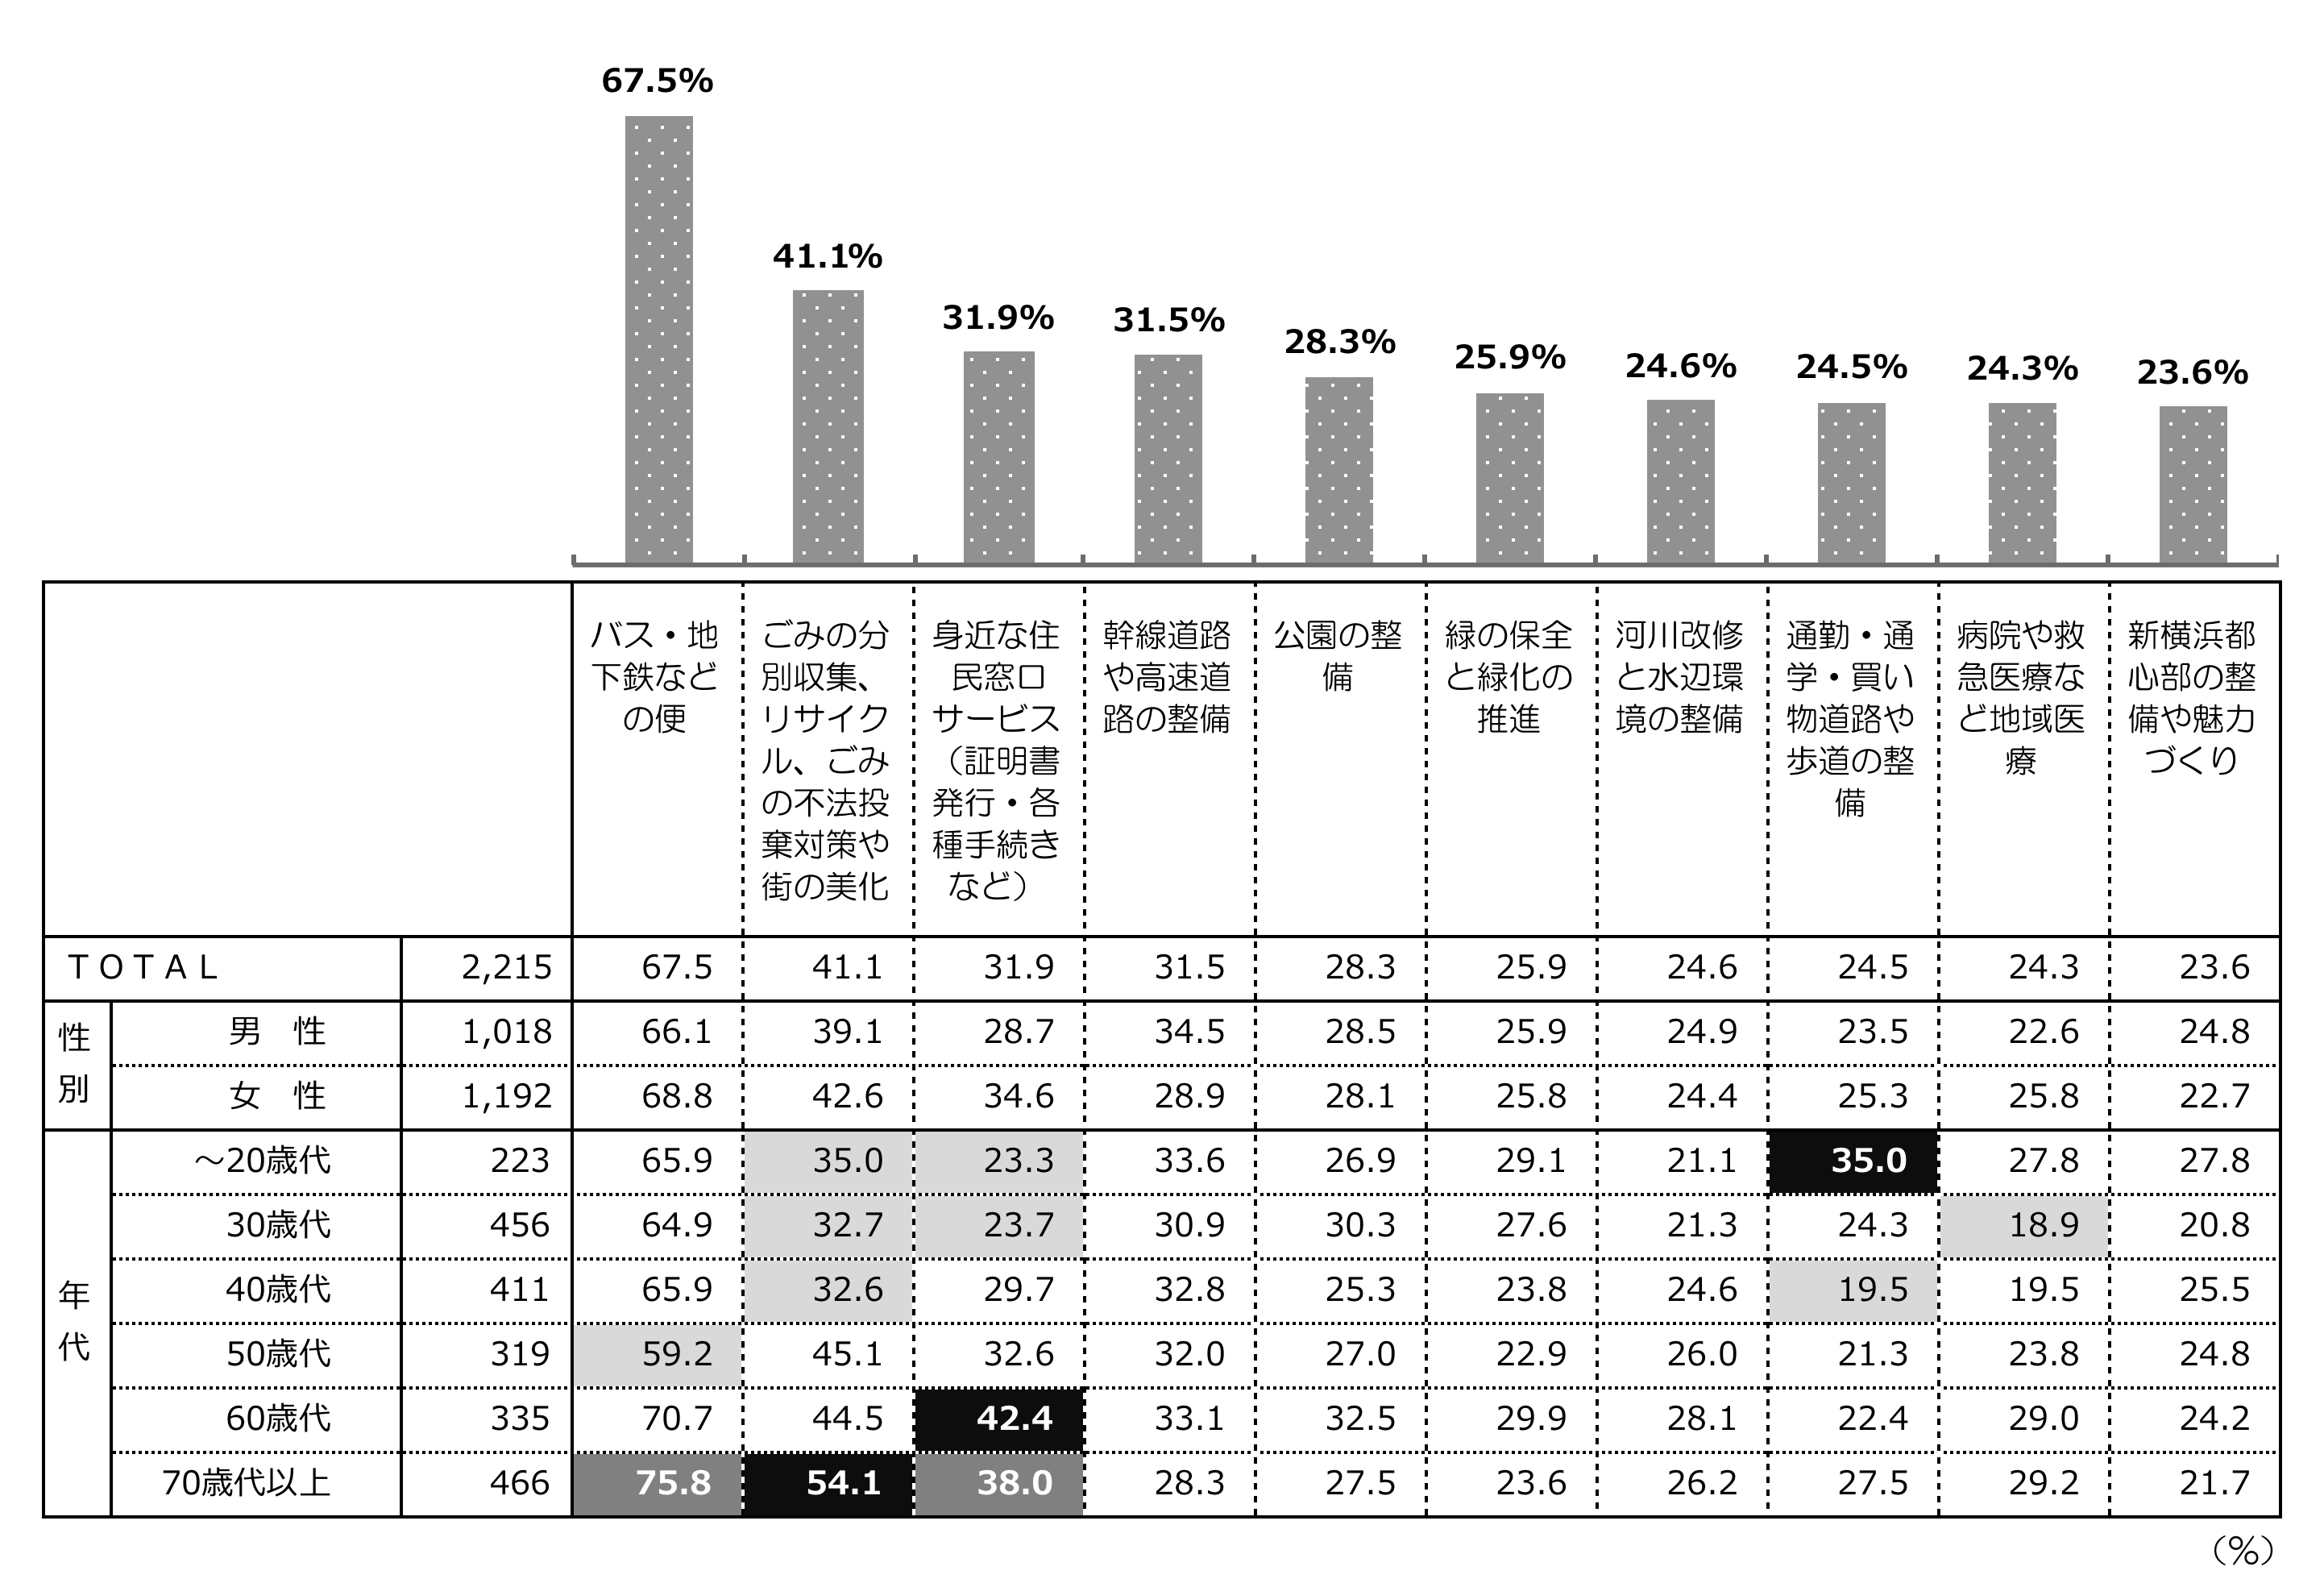 67.5%
41.1%
31.9%
31.5%
28.3%
25.9%
24.6%
24.5%
24.3%
23.6%
バス・地
下鉄など
の便
ごみの分
別収集、
リサイク
ル、ごみ
の不法投
棄対策や
街の美化
身近な住
民窓口
サービス
（証明書
発行・各
種手続き
など）
幹線道路
や高速道
路の整備
公園の整
備
緑の保全
と緑化の
推進
河川改修
と水辺環
境の整備
通勤・通
学・買い
物道路や
歩道の整
備
病院や救
急医療な
ど地域医
療
新横浜都
心部の整
備や魅力
づくり
ＴＯＴＡＬ 2,215 67.5 41.1 31.9 31.5 28.3 25.9 24.6 24.5 24.3 23.6
性別
男　性 1,018 66.1 39.1 28.7 34.5 28.5 25.9 24.9 23.5 22.6 24.8
女　性 1,192 68.8 42.6 34.6 28.9 28.1 25.8 24.4 25.3 25.8 22.7
年代
～20歳代 223 65.9 35.0 23.3 33.6 26.9 29.1 21.1 35.0 27.8 27.8
30歳代 456 64.9 32.7 23.7 30.9 30.3 27.6 21.3 24.3 18.9 20.8
40歳代 411 65.9 32.6 29.7 32.8 25.3 23.8 24.6 19.5 19.5 25.5
50歳代 319 59.2 45.1 32.6 32.0 27.0 22.9 26.0 21.3 23.8 24.8
60歳代 335 70.7 44.5 42.4 33.1 32.5 29.9 28.1 22.4 29.0 24.2
70歳代以上 466 75.8 54.1 38.0 28.3 27.5 23.6 26.2 27.5 29.2 21.7
（%）